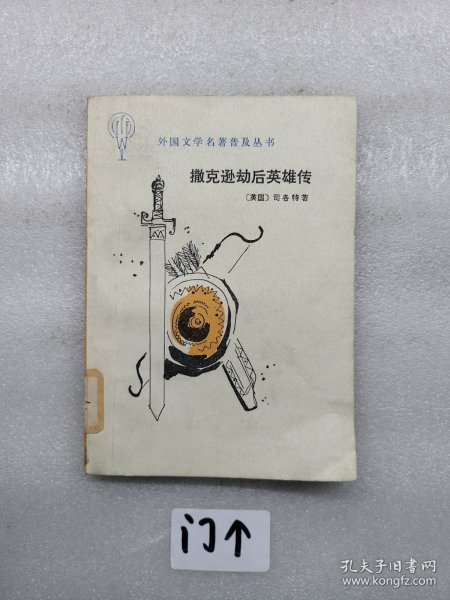 外国文学名著普及丛书
撒克逊劫后英雄传
〔英国〕司各特著
门个
孔夫子旧书网
www.kongfz.com